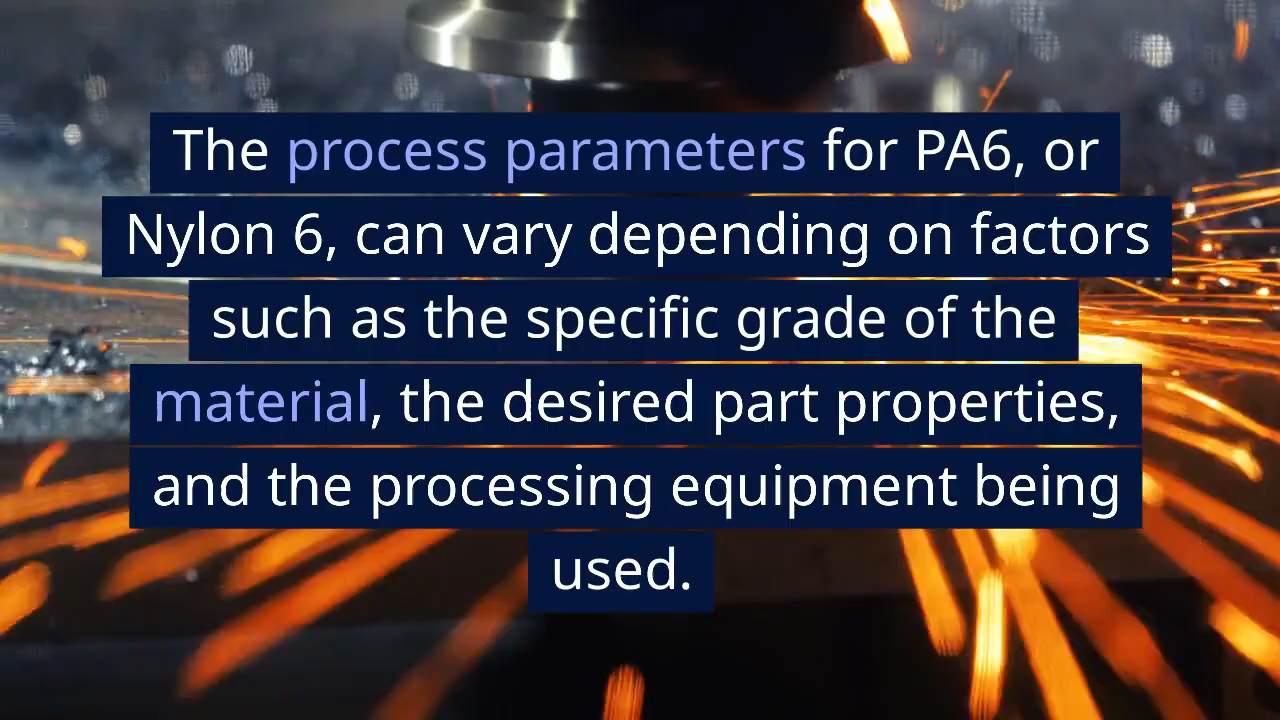 The process parameters for PA6, or
Nylon 6, can vary depending on factors
such as the specific grade of the
material, the desired part properties,
and the processing equipment being
used.